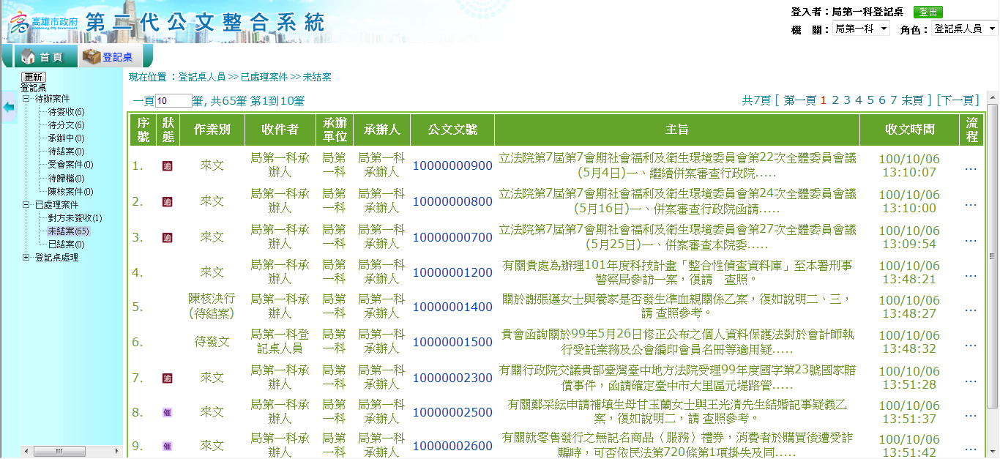 高雄市政府
Kaohsiung City Government
第二代公文整合系統
登入者：局第一科登記桌 登出
機 關： 局第一科 角色： 登記桌人員
首頁 登記桌
更新
登記桌
待辦案件
待簽收(6)
待分文(6)
承辦中(0)
待結案(0)
受會案件(0)
待歸檔(0)
陳核案件(0)
已處理案件
對方未簽收(1)
未結案(65)
已結案(0)
登記桌處理
現在位置 ：登記桌人員 >> 已處理案件 >> 未結案
一頁 10 筆, 共65筆 第1到10筆
共7頁 [ 第一頁 1 2 3 4 5 6 7 末頁 ] [下一頁]
序號 狀態 作業別 收件者 承辦單位 承辦人 公文文號 主旨 收文時間 流程
1. 逾 來文 局第一科承辦人 局第一科 局第一科承辦人 10000000900 立法院第7屆第7會期社會福利及衛生環境委員會第22次全體委員會議(5月4日)一、繼續併案審查行政院..... 100/10/06 13:10:07 ...
2. 逾 來文 局第一科承辦人 局第一科 局第一科承辦人 10000000800 立法院第7屆第7會期社會福利及衛生環境委員會第24次全體委員會議(5月16日)一、併案審查行政院函請..... 100/10/06 13:10:00 ...
3. 逾 來文 局第一科承辦人 局第一科 局第一科承辦人 10000000700 立法院第7屆第7會期社會福利及衛生環境委員會第27次全體委員會議(5月25日)一、併案審查本院委..... 100/10/06 13:09:54 ...
4. 來文 局第一科承辦人 局第一科 局第一科承辦人 10000001200 有關貴處為辦理101年度科技計畫「整合性偵查資料庫」至本署刑事警察局參訪一案，復請 查照。 100/10/06 13:48:21 ...
5. 陳核決行(待結案) 局第一科承辦人 局第一科 局第一科承辦人 10000001400 關於謝張邁女士與養家是否發生準血親關係乙案，復如說明二、三，請 查照參考。 100/10/06 13:48:27 ...
6. 待發文 局第一科登記桌人員 局第一科 局第一科承辦人 10000001500 貴會函詢關於99年5月26日修正公布之個人資料保護法對於會計師執行受託業務及公會編印會員名冊等適用疑..... 100/10/06 13:48:32 ...
7. 逾 來文 局第一科承辦人 局第一科 局第一科承辦人 10000002300 有關行政院交議貴部臺灣臺中地方法院受理99年度國字第23號國家賠償事件，函請確定臺中市大里區元堤路管..... 100/10/06 13:51:28 ...
8. 催 來文 局第一科承辦人 局第一科 局第一科承辦人 10000002500 有關鄭采紜申請補填生母甘玉蘭女士與王光清先生結婚記事疑義乙案，復如說明二，請 查照參考。 100/10/06 13:51:37 ...
9. 催 來文 局第一科承辦人 局第一科 局第一科承辦人 10000002600 有關就零售發行之無記名商品（服務）禮券，消費者於購買後遭受詐騙時，可否依民法第720條第1項掛失及同..... 100/10/06 13:51:42 ...